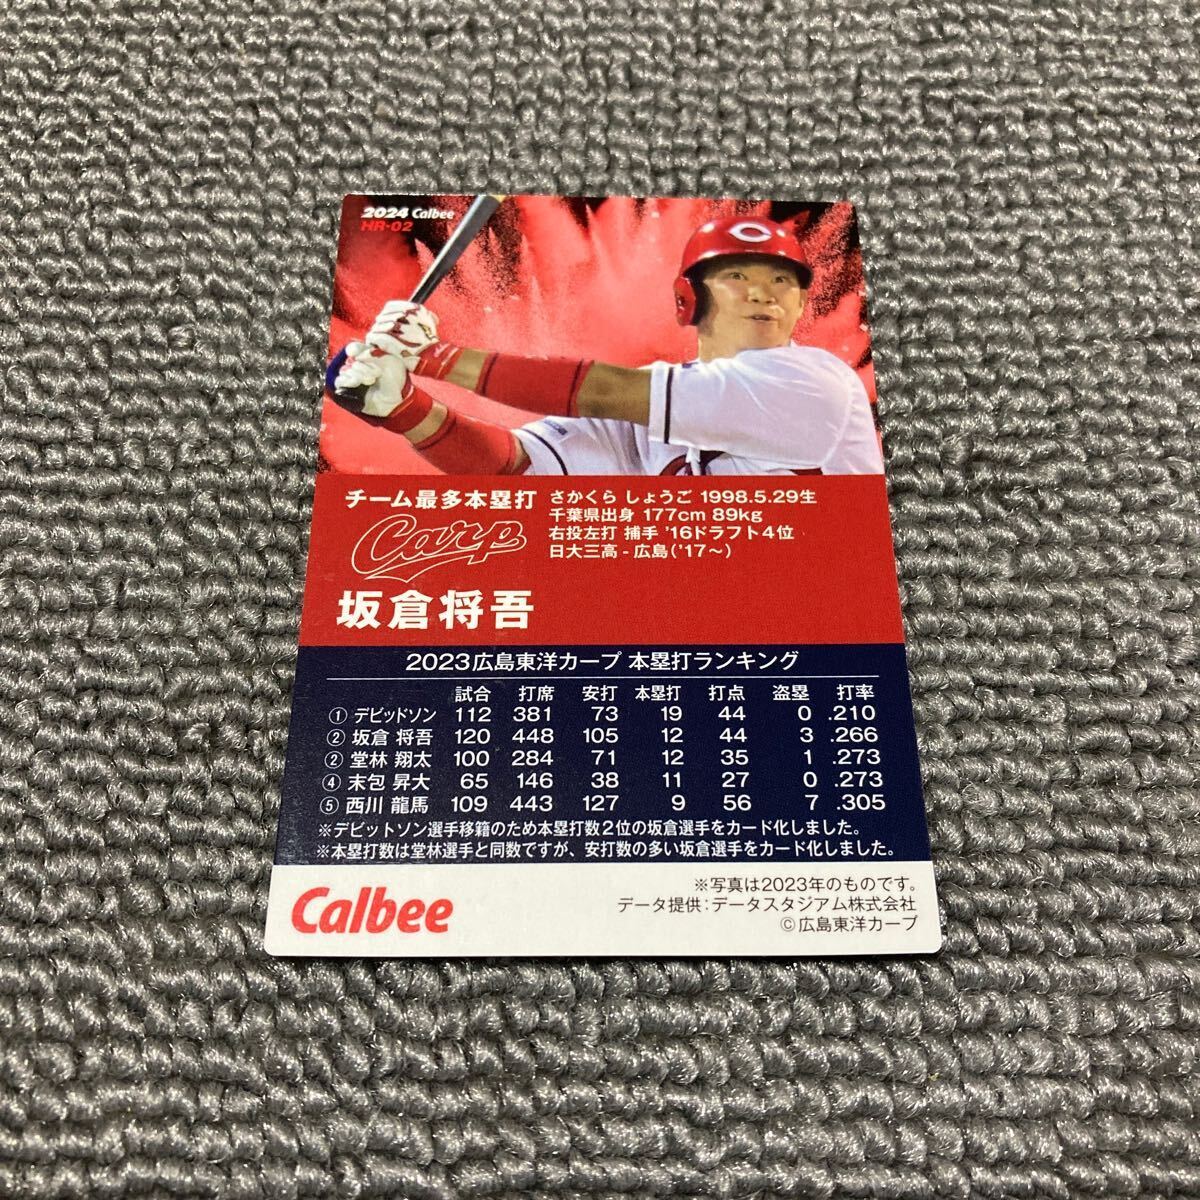 2024 Calbee
HR-02
C
チーム最多本塁打
Carp
坂倉将吾
さかくら しょうご 1998.5.29生
千葉県出身 177cm 89kg
右投左打 捕手 '16ドラフト4位
日大三高 - 広島('17〜)
2023広島東洋カープ 本塁打ランキング
試合 打席 安打 本塁打 打点 盗塁 打率
① デビッドソン 112 381 73 19 44 0 .210
② 坂倉 将吾 120 448 105 12 44 3 .266
② 堂林 翔太 100 284 71 12 35 1 .273
④ 末包 昇大 65 146 38 11 27 0 .273
⑤ 西川 龍馬 109 443 127 9 56 7 .305
※デビットソン選手移籍のため本塁打数2位の坂倉選手をカード化しました。
※本塁打数は堂林選手と同数ですが、安打数の多い坂倉選手をカード化しました。
Calbee
※写真は2023年のものです。
データ提供:データスタジアム株式会社
©広島東洋カープ